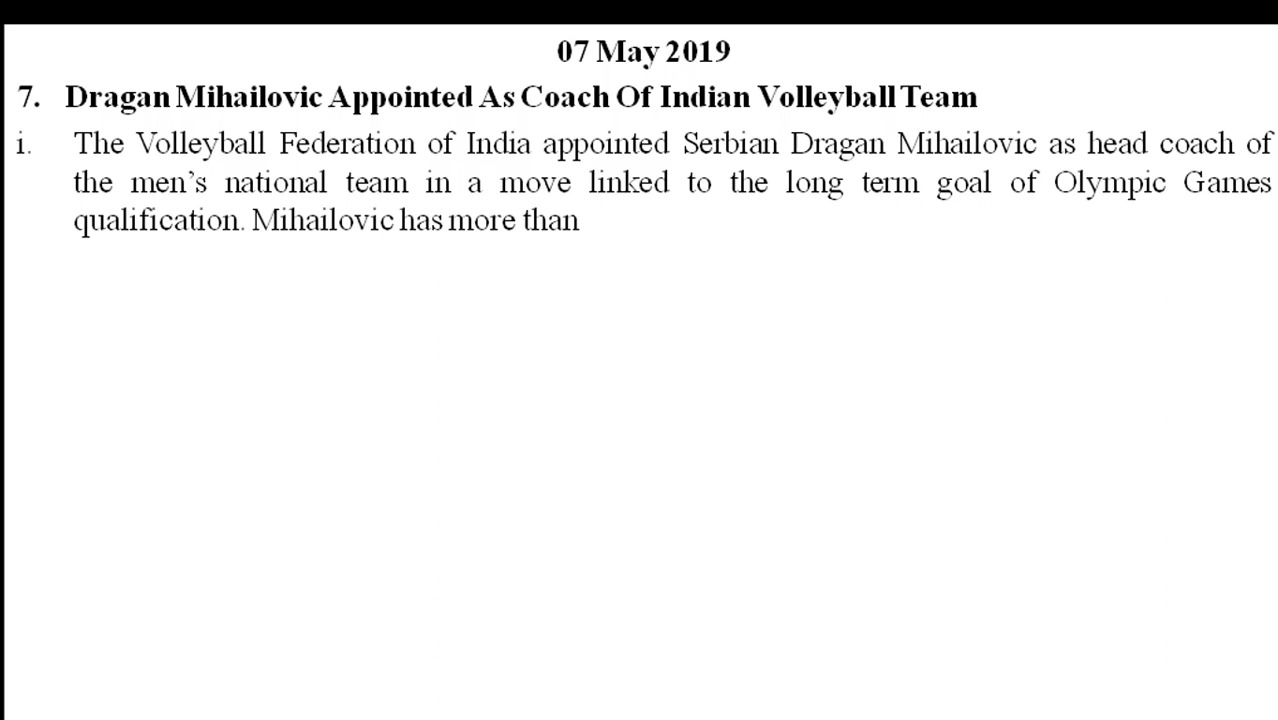 07 May 2019
7. Dragan Mihailovic Appointed As Coach Of Indian Volleyball Team
i. The Volleyball Federation of India appointed Serbian Dragan Mihailovic as head coach of
the men’s national team in a move linked to the long term goal of Olympic Games
qualification. Mihailovic has more than